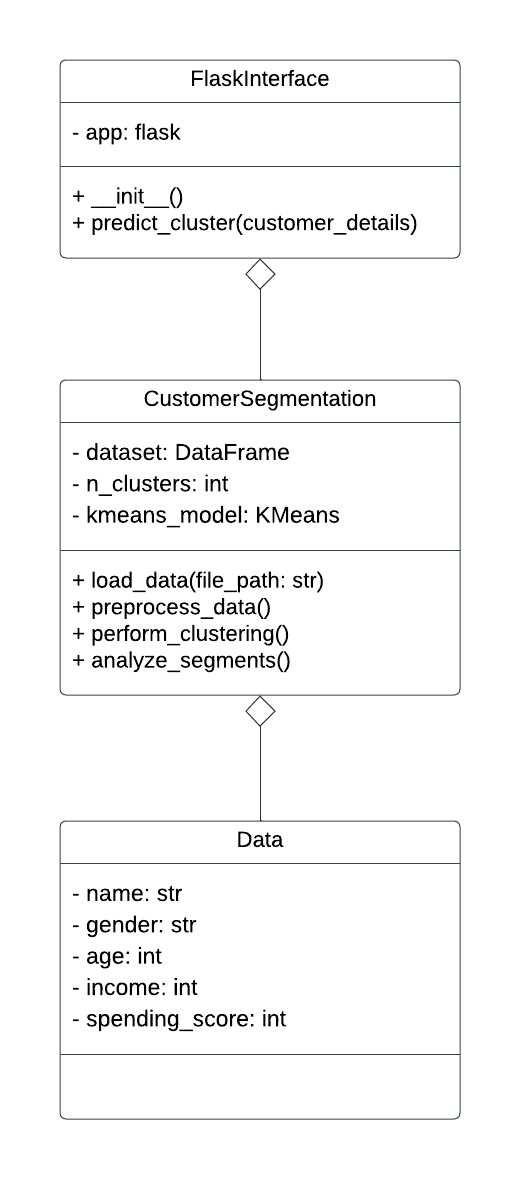 FlaskInterface
- app: flask
+ __init__()
+ predict_cluster(customer_details)
CustomerSegmentation
- dataset: DataFrame
- n_clusters: int
- kmeans_model: KMeans
+ load_data(file_path: str)
+ preprocess_data()
+ perform_clustering()
+ analyze_segments()
Data
- name: str
- gender: str
- age: int
- income: int
- spending_score: int